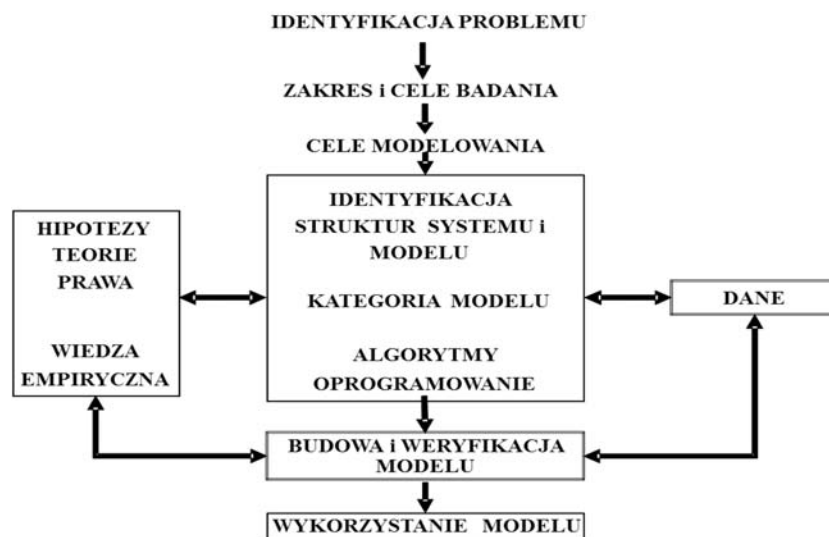 IDENTYFIKACJA PROBLEMU
ZAKRES i CELE BADANIA
CELE MODELOWANIA
IDENTYFIKACJA
STRUKTUR SYSTEMU i
MODELU
KATEGORIA MODELU
ALGORYTMY
OPROGRAMOWANIE
HIPOTEZY
TEORIE
PRAWA
WIEDZA
EMPIRYCZNA
DANE
BUDOWA i WERYFIKACJA
MODELU
WYKORZYSTANIE MODELU